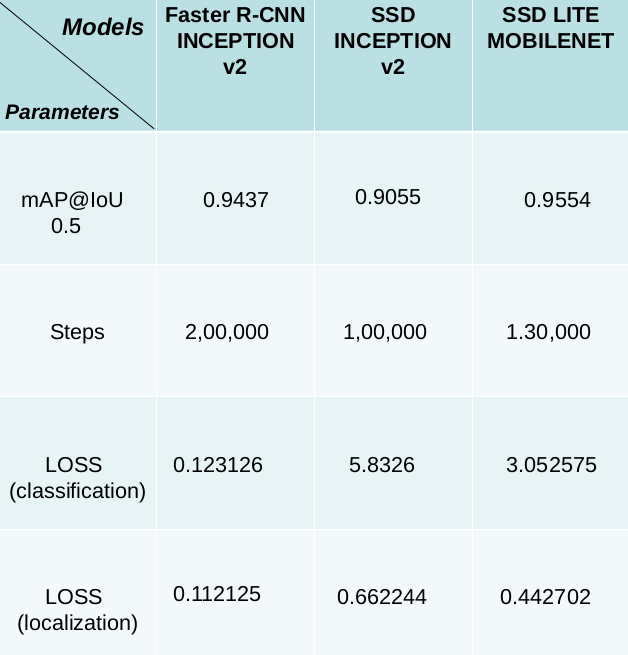 Models
Parameters
Faster R-CNN
INCEPTION
v2
SSD
INCEPTION
v2
SSD LITE
MOBILENET
mAP@IoU
0.5
0.9437
0.9055
0.9554
Steps
2,00,000
1,00,000
1.30,000
LOSS
(classification)
0.123126
5.8326
3.052575
LOSS
(localization)
0.112125
0.662244
0.442702